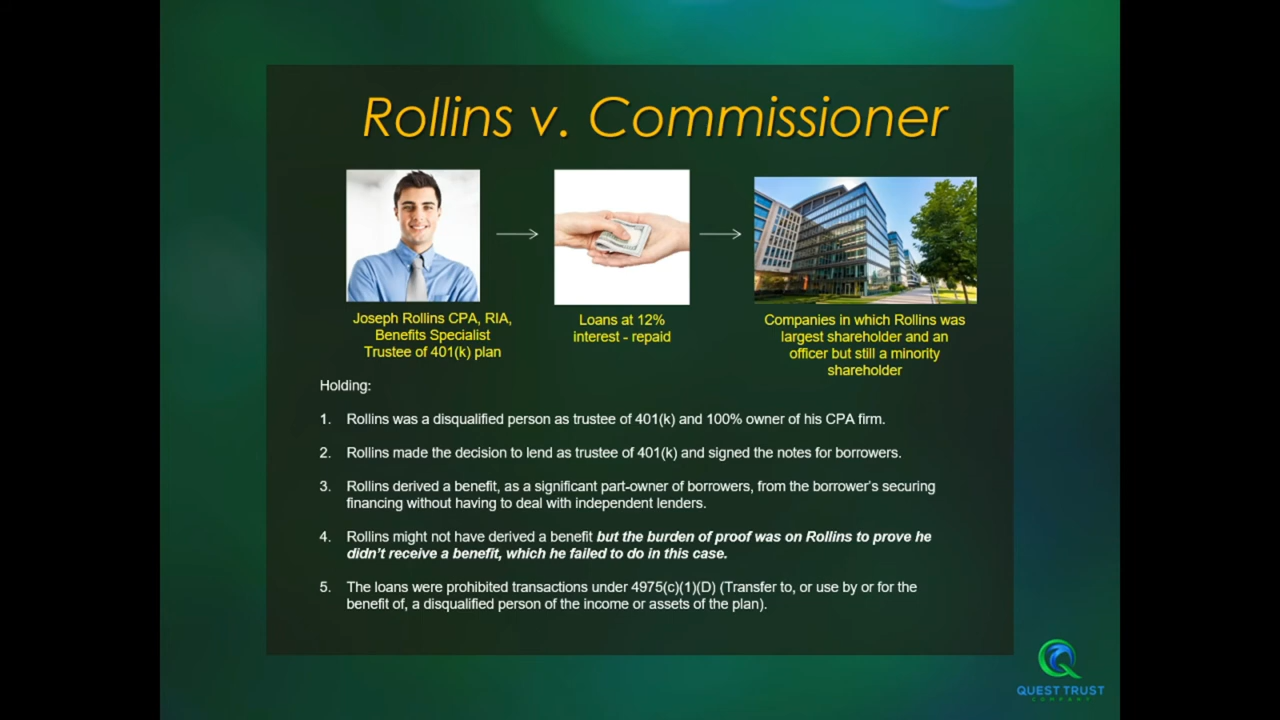 Rollins v. Commissioner
Joseph Rollins CPA, RIA,
Benefits Specialist
Trustee of 401(k) plan
Loans at 12%
interest - repaid
Companies in which Rollins was
largest shareholder and an
officer but still a minority
shareholder
Holding:
1. Rollins was a disqualified person as trustee of 401(k) and 100% owner of his CPA firm.
2. Rollins made the decision to lend as trustee of 401(k) and signed the notes for borrowers.
3. Rollins derived a benefit, as a significant part-owner of borrowers, from the borrower's securing
financing without having to deal with independent lenders.
4. Rollins might not have derived a benefit but the burden of proof was on Rollins to prove he
didn't receive a benefit, which he failed to do in this case.
5. The loans were prohibited transactions under 4975(c)(1)(D) (Transfer to, or use by or for the
benefit of, a disqualified person of the income or assets of the plan).
QUEST TRUST
COMPANY